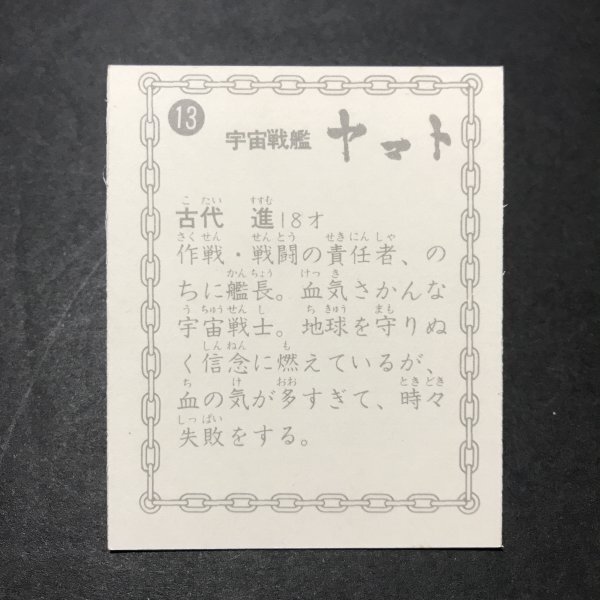 13
宇宙戦艦 ヤマト
こ だい すすむ
古代 進 18才
さく せん せん とう せき にん しゃ
作戦・戦闘の責任者、の
かん ちょう けっ き
ちに艦長。血気さかんな
う ちゅう せん し ち きゅう まも
宇宙戦士。地球を守りぬ
しん ねん も
く信念に燃えているが、
ち け おお とき どき
血の気が多すぎて、時々
しっ ぱい
失敗をする。